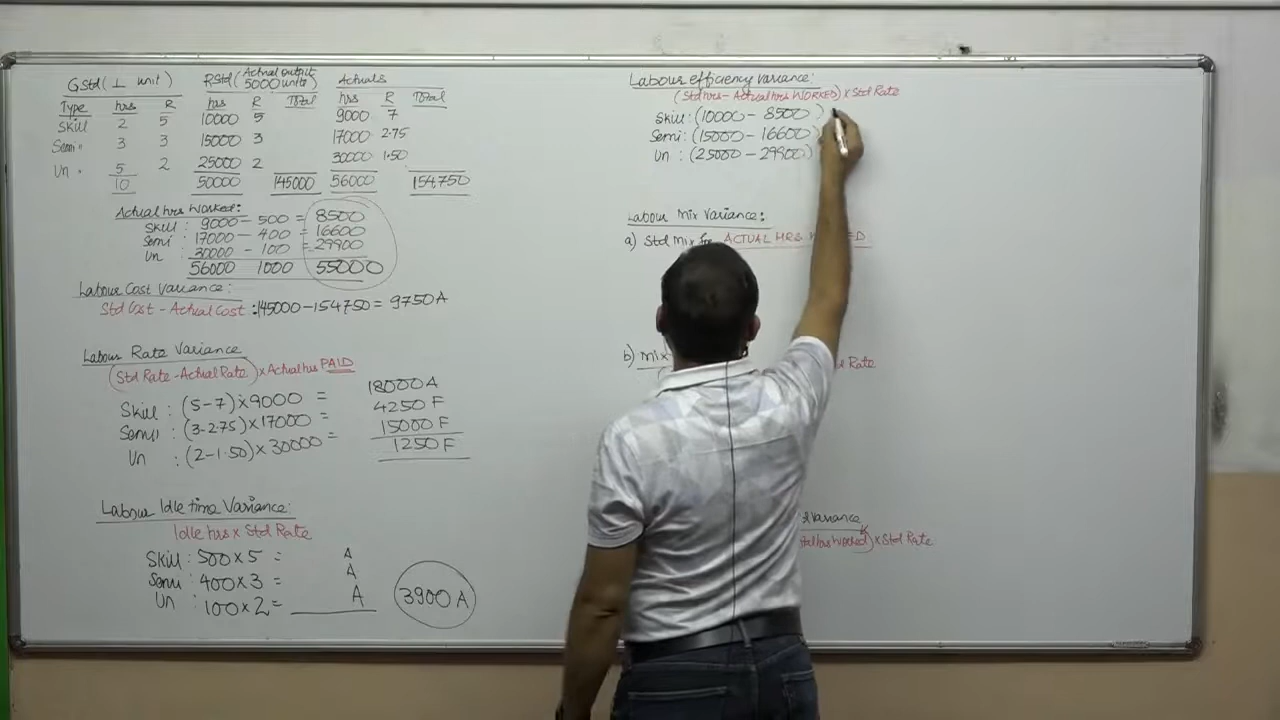 GStd (1 unit)
Type hrs R
Skill 2 5
Semi " 3 3
Un " 5 2
10
RStd (Actual output 5000 units)
hrs R Total
10000 5
15000 3
25000 2
50000 145000
Actuals
hrs R Total
9000 7
17000 2.75
30000 1.50
56000 154750
Actual hrs Worked:
Skill : 9000 - 500 = 8500
Semi : 17000 - 400 = 16600
Un : 30000 - 100 = 29900
56000 1000 55000
Labour Cost Variance:
Std Cost - Actual Cost : 145000 - 154750 = 9750 A
Labour Rate Variance
(Std Rate - Actual Rate) x Actual hrs PAID
Skill : (5-7) x 9000 = 18000 A
Semi : (3-2.75) x 17000 = 4250 F
Un : (2-1.50) x 30000 = 15000 F
1250 F
Labour Idle time Variance:
Idle hrs x Std Rate
Skill : 500 x 5 = A
Semi : 400 x 3 = A
Un : 100 x 2 = A
3900 A
Labour efficiency variance:
(Std hrs - Actual hrs WORKED) x Std Rate
Skill : (10000 - 8500)
Semi : (15000 - 16600)
Un : (25000 - 29900)
Labour Mix Variance:
a) Std Mix for ACTUAL HRS
b) Mix
Rate
Variance
Worked) x Std Rate